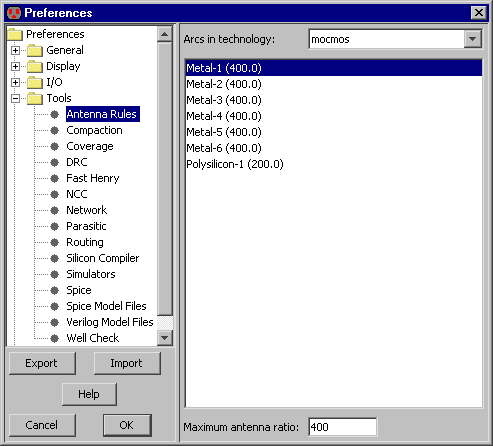 Preferences
Preferences
General
Display
I/O
Tools
Antenna Rules
Compaction
Coverage
DRC
Fast Henry
NCC
Network
Parasitic
Routing
Silicon Compiler
Simulators
Spice
Spice Model Files
Verilog Model Files
Well Check
Export Import
Help
Cancel OK
Arcs in technology: mocmos
Metal-1 (400.0)
Metal-2 (400.0)
Metal-3 (400.0)
Metal-4 (400.0)
Metal-5 (400.0)
Metal-6 (400.0)
Polysilicon-1 (200.0)
Maximum antenna ratio: 400